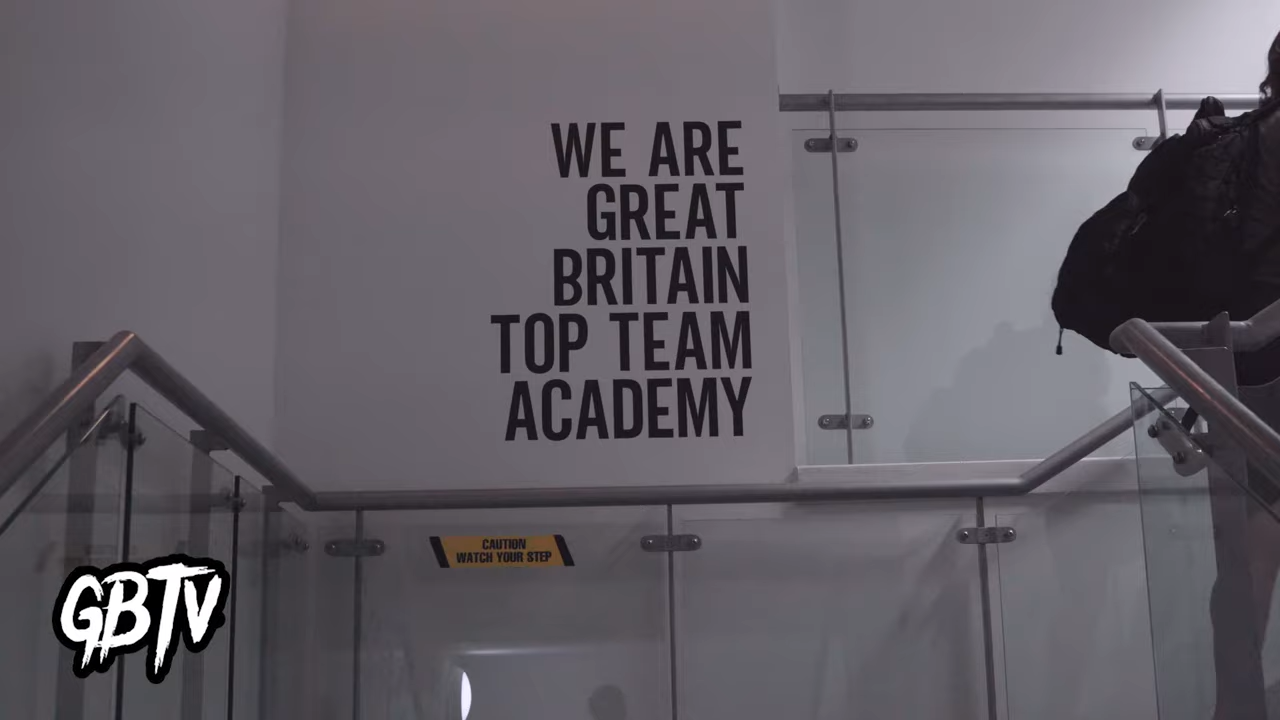 WE ARE
GREAT
BRITAIN
TOP TEAM
ACADEMY
CAUTION
WATCH YOUR STEP
GBTV